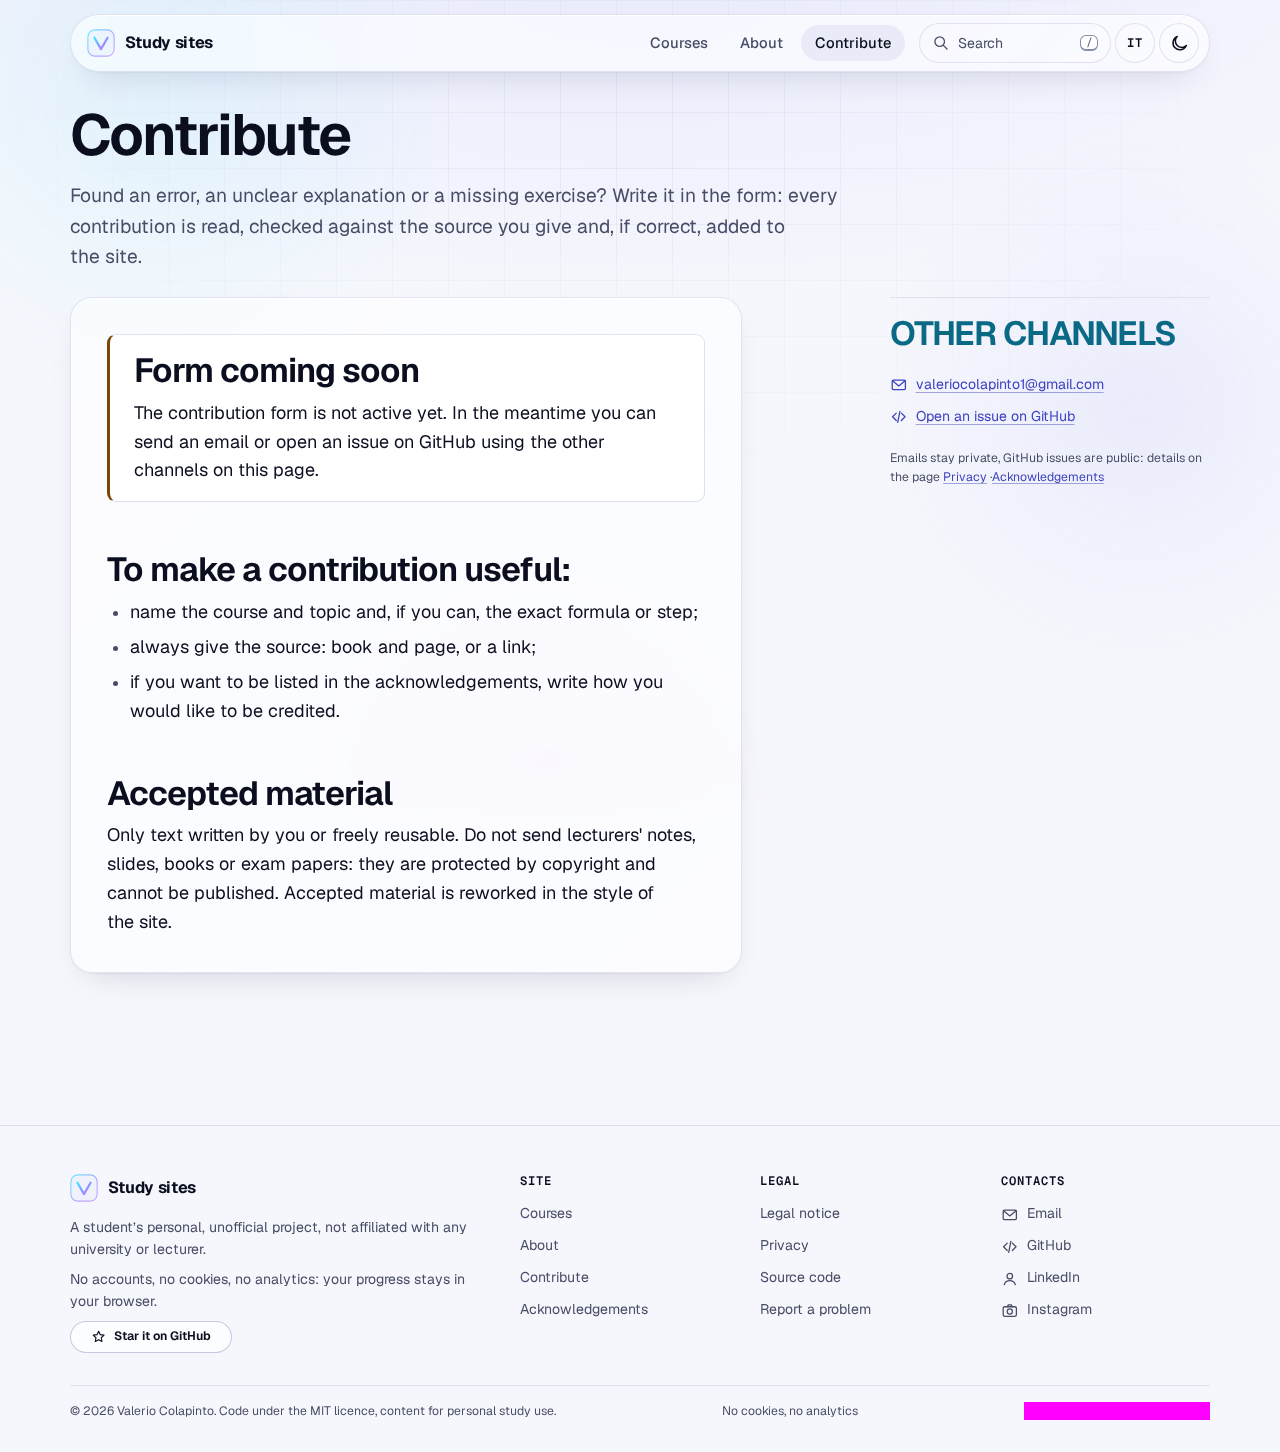 Study sites
Courses
About
Contribute
Search
/
IT
Contribute
Found an error, an unclear explanation or a missing exercise? Write it in the form: every
contribution is read, checked against the source you give and, if correct, added to
the site.
Form coming soon
The contribution form is not active yet. In the meantime you can
send an email or open an issue on GitHub using the other
channels on this page.
To make a contribution useful:
• name the course and topic and, if you can, the exact formula or step;
• always give the source: book and page, or a link;
• if you want to be listed in the acknowledgements, write how you
would like to be credited.
Accepted material
Only text written by you or freely reusable. Do not send lecturers' notes,
slides, books or exam papers: they are protected by copyright and
cannot be published. Accepted material is reworked in the style of
the site.
OTHER CHANNELS
valeriocolapinto1@gmail.com
Open an issue on GitHub
Emails stay private, GitHub issues are public: details on
the page Privacy ·Acknowledgements
Study sites
A student's personal, unofficial project, not affiliated with any
university or lecturer.
No accounts, no cookies, no analytics: your progress stays in
your browser.
Star it on GitHub
SITE
Courses
About
Contribute
Acknowledgements
LEGAL
Legal notice
Privacy
Source code
Report a problem
CONTACTS
Email
GitHub
LinkedIn
Instagram
© 2026 Valerio Colapinto. Code under the MIT licence, content for personal study use.
No cookies, no analytics